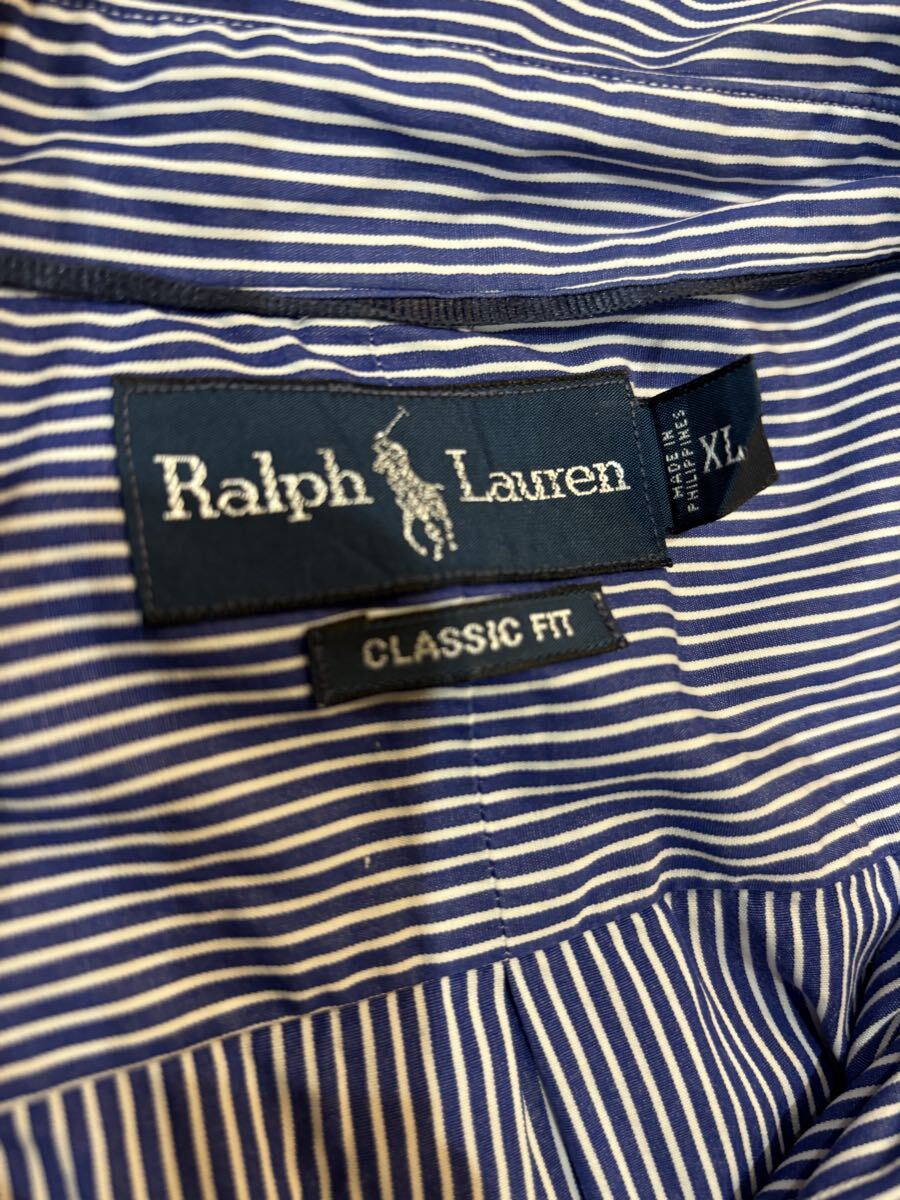 Ralph Lauren
MADE IN
PHILIPPINES
XL
CLASSIC FIT